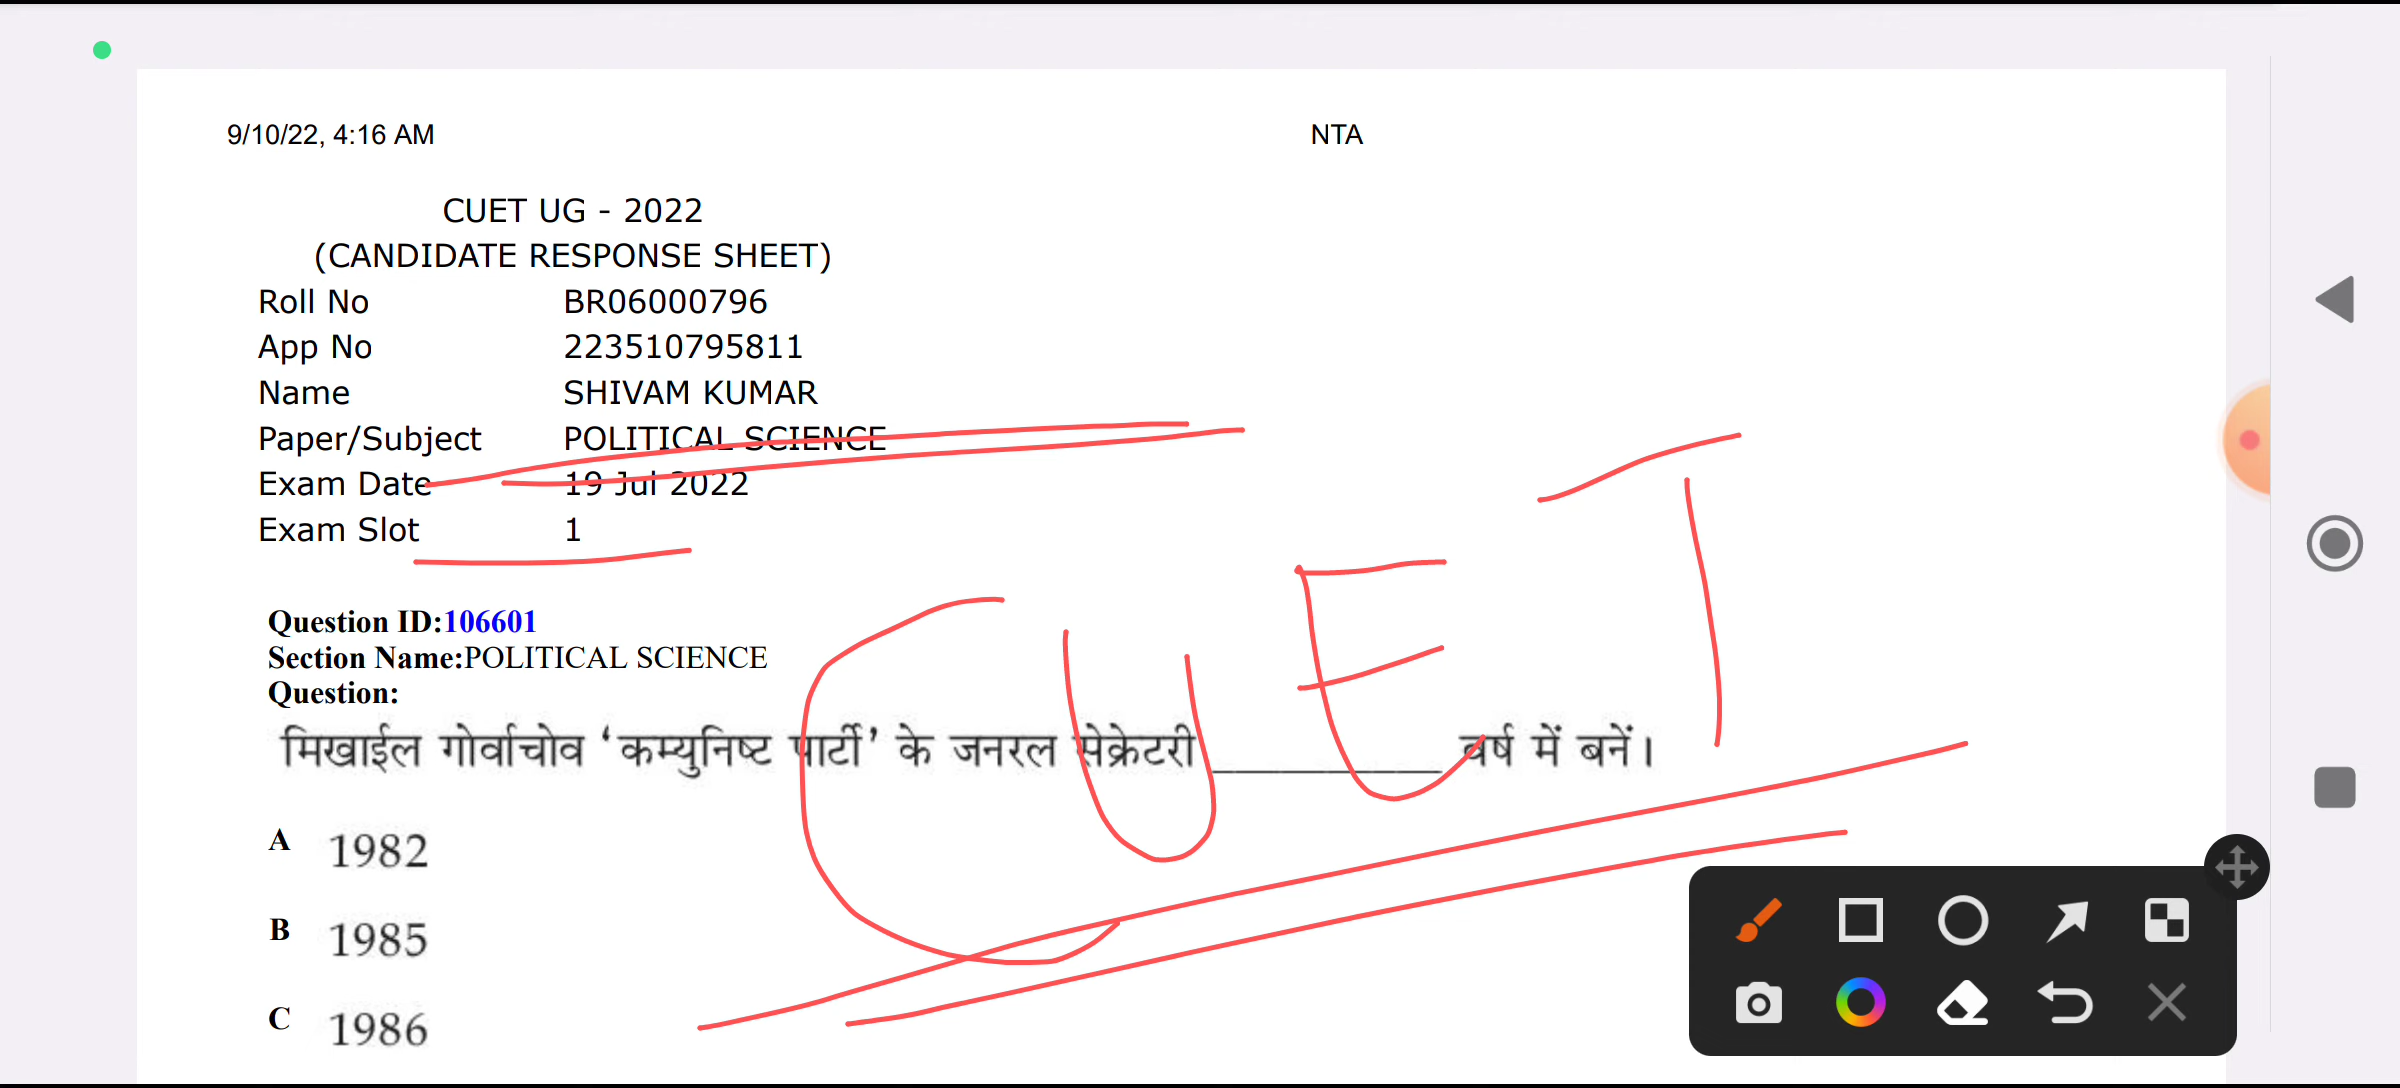 9/10/22, 4:16 AM NTA
CUET UG - 2022
(CANDIDATE RESPONSE SHEET)
Roll No BR06000796
App No 223510795811
Name SHIVAM KUMAR
Paper/Subject POLITICAL SCIENCE
Exam Date 19 Jul 2022
Exam Slot 1
Question ID:106601
Section Name:POLITICAL SCIENCE
Question:
मिखाईल गोर्वाचोव ‘कम्युनिष्ट पार्टी’ के जनरल सेक्रेटरी __________ वर्ष में बनें।
A 1982
B 1985
C 1986
CUET